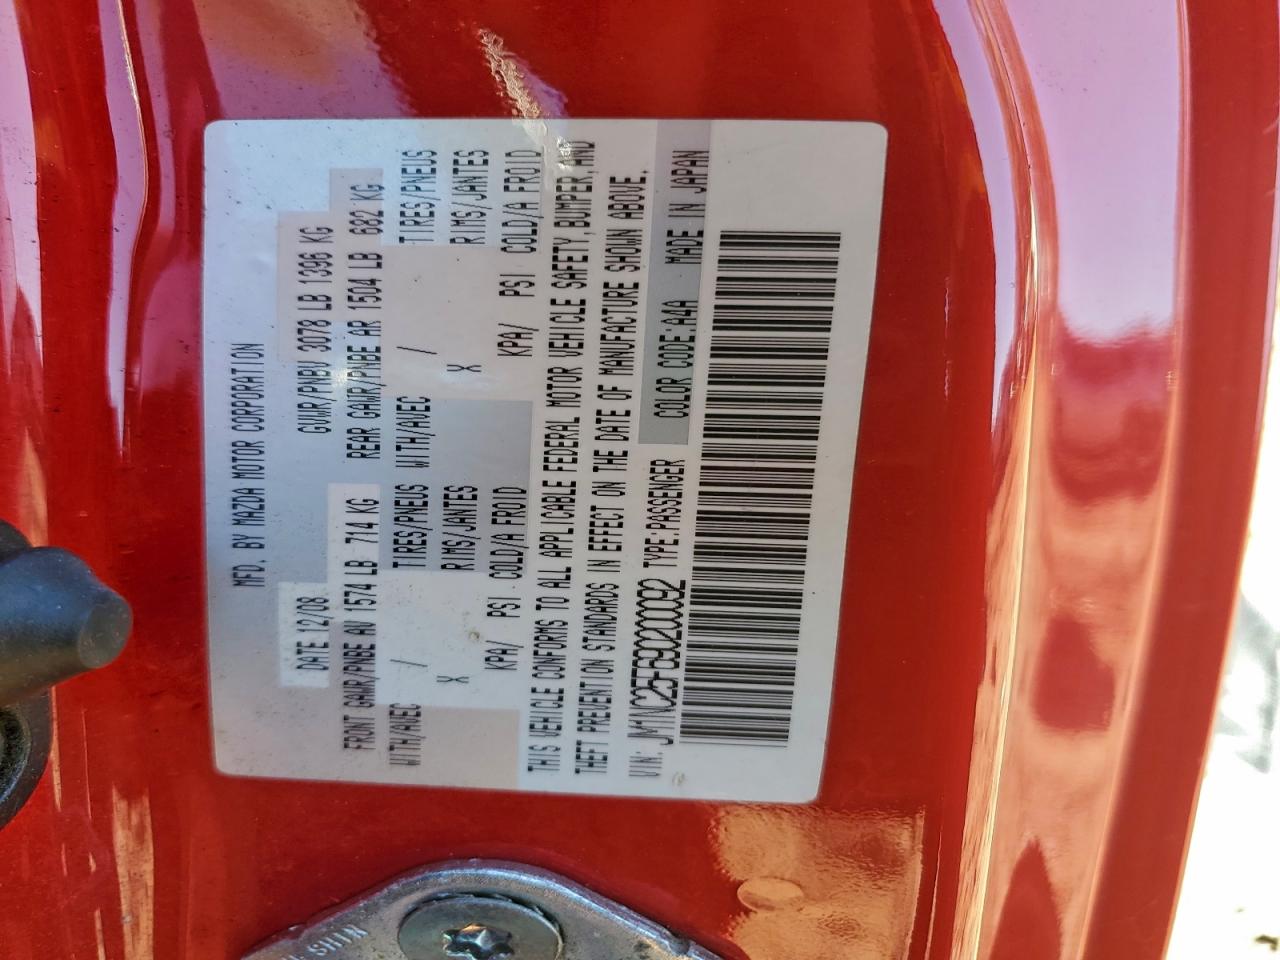 MFD. BY MAZDA MOTOR CORPORATION
DATE 12/08 GVWR/PNBV 3078 LB 1396 KG
FRONT GAWR/PNBE AV 1574 LB 714 KG REAR GAWR/PNBE AR 1504 LB 682 KG
WITH/AVEC / TIRES/PNEUS WITH/AVEC / TIRES/PNEUS
X RIMS/JANTES X RIMS/JANTES
KPA/ PSI COLD/A FROID KPA/ PSI COLD/A FROID
THIS VEHICLE CONFORMS TO ALL APPLICABLE FEDERAL MOTOR VEHICLE SAFETY, BUMPER, AND
THEFT PREVENTION STANDARDS IN EFFECT ON THE DATE OF MANUFACTURE SHOWN ABOVE.
VIN: JM1NC25F690200092 TYPE:PASSENGER COLOR CODE:A4A MADE IN JAPAN